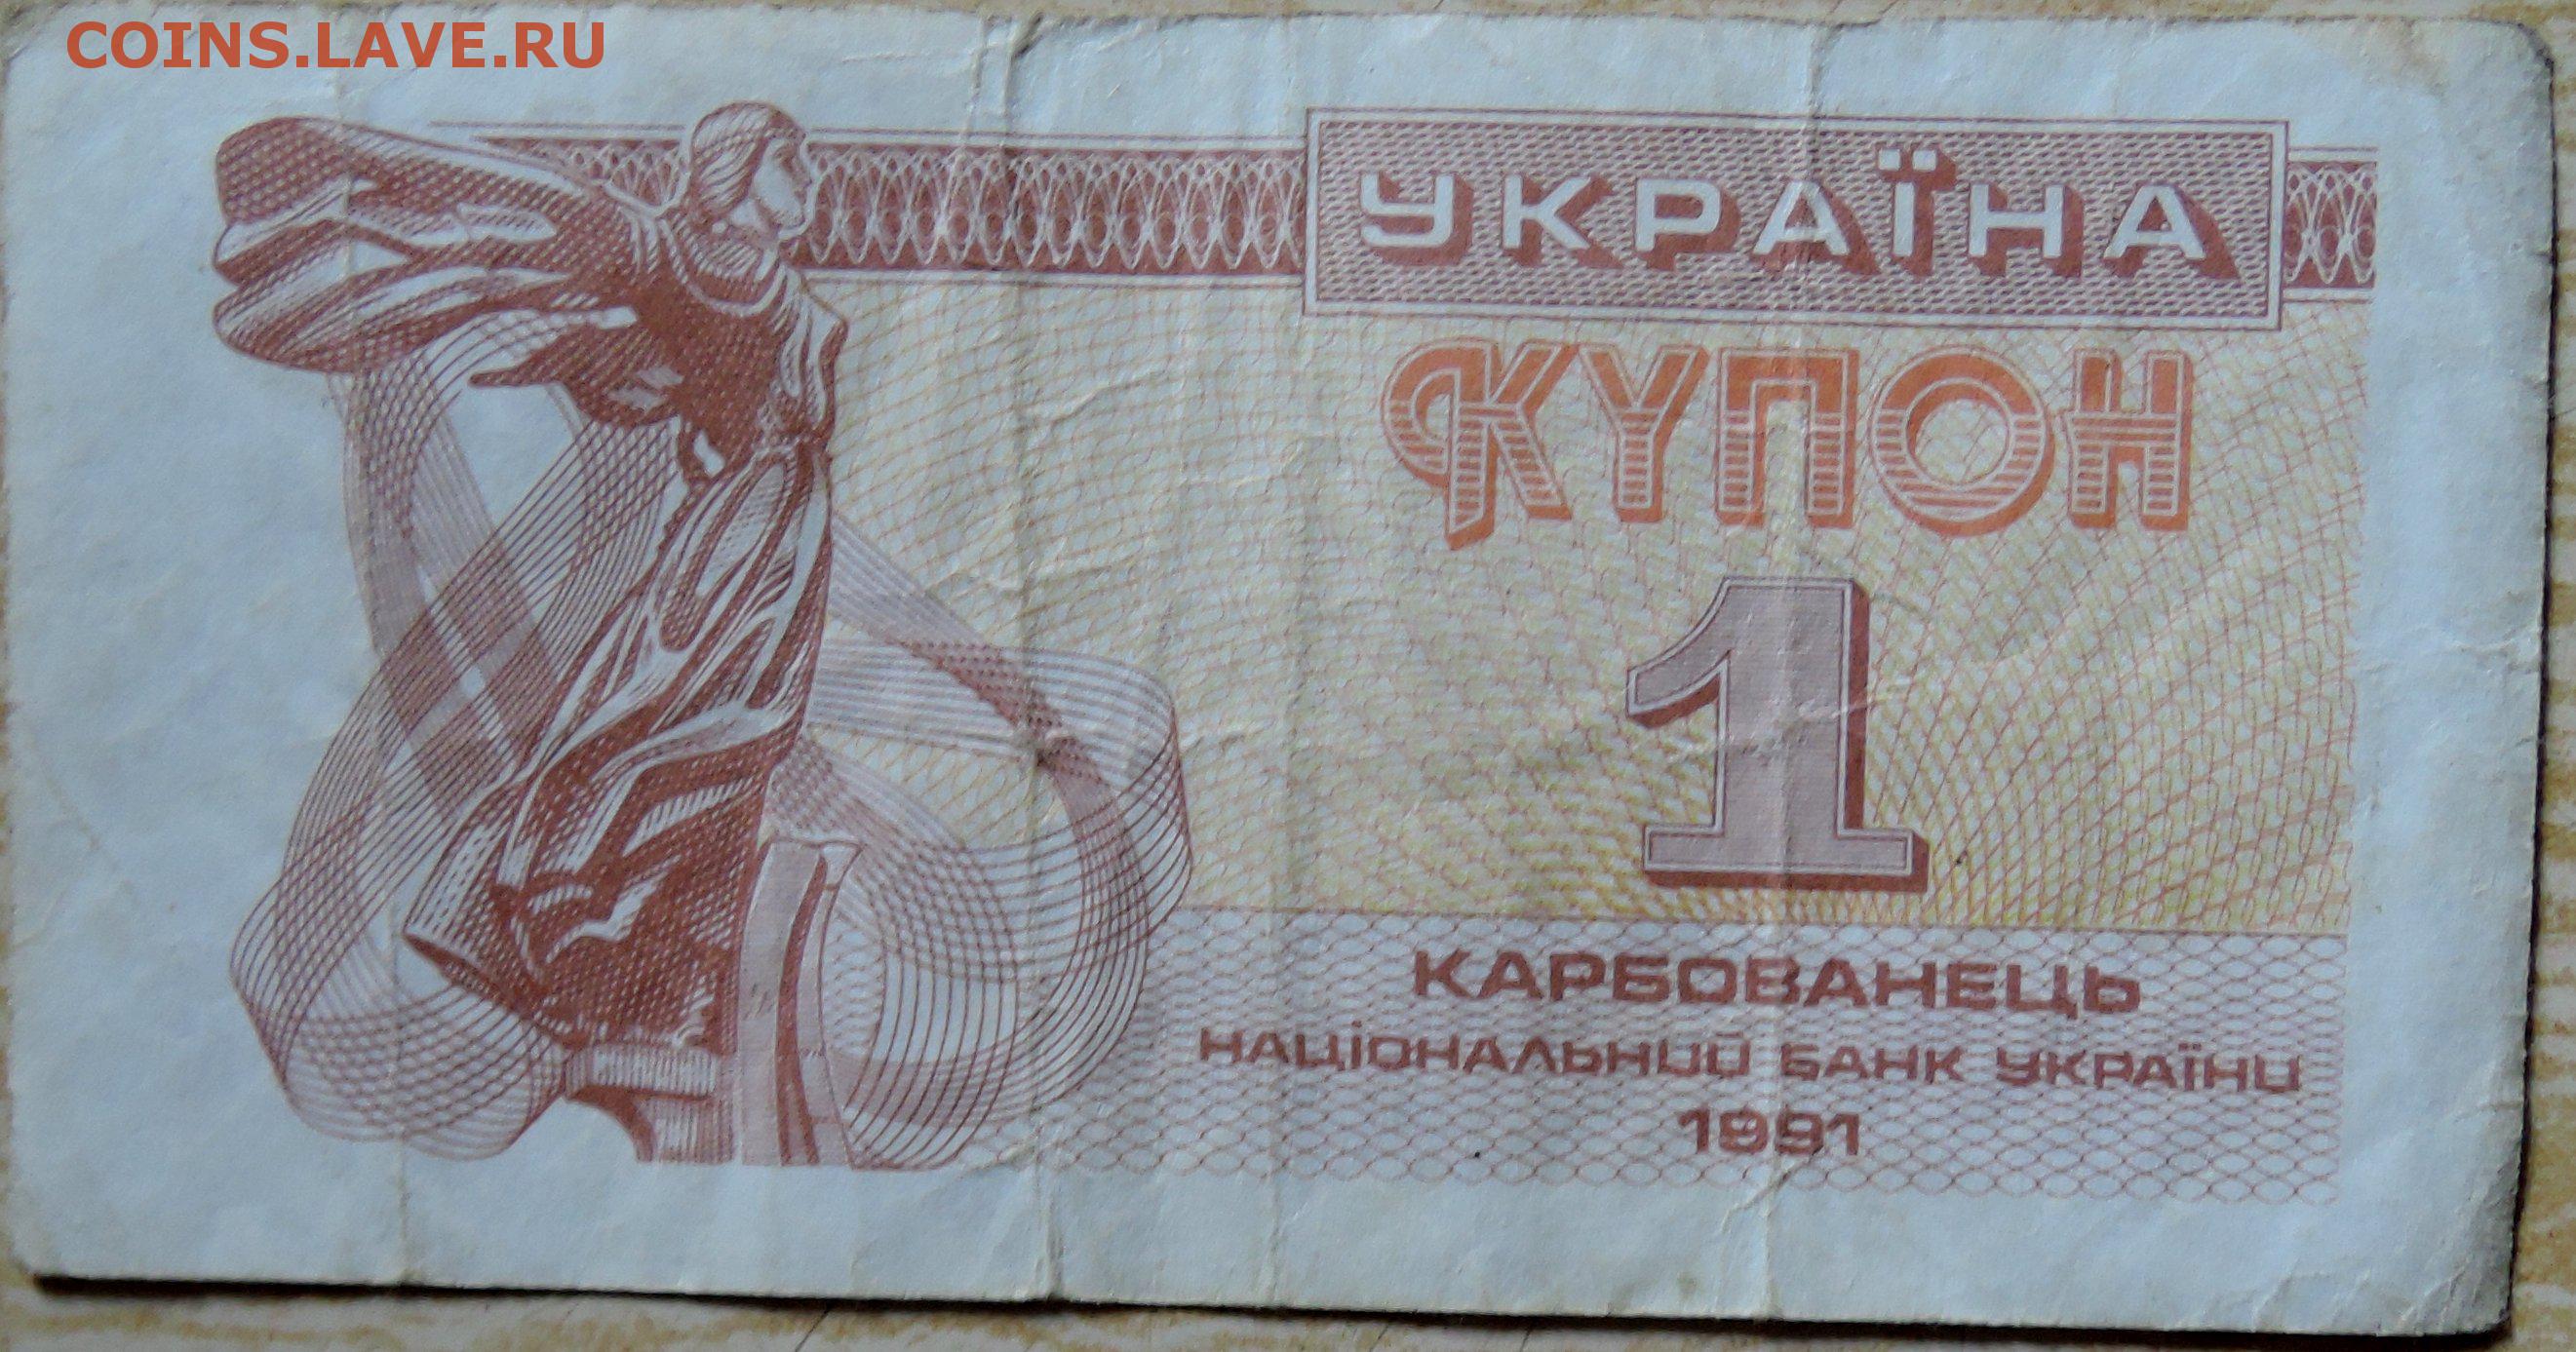 COINS.LAVE.RU
УКРАЇНА
КУПОН
1
КАРБОВАНЕЦЬ
НАЦІОНАЛЬНИЙ БАНК УКРАЇНИ
1991